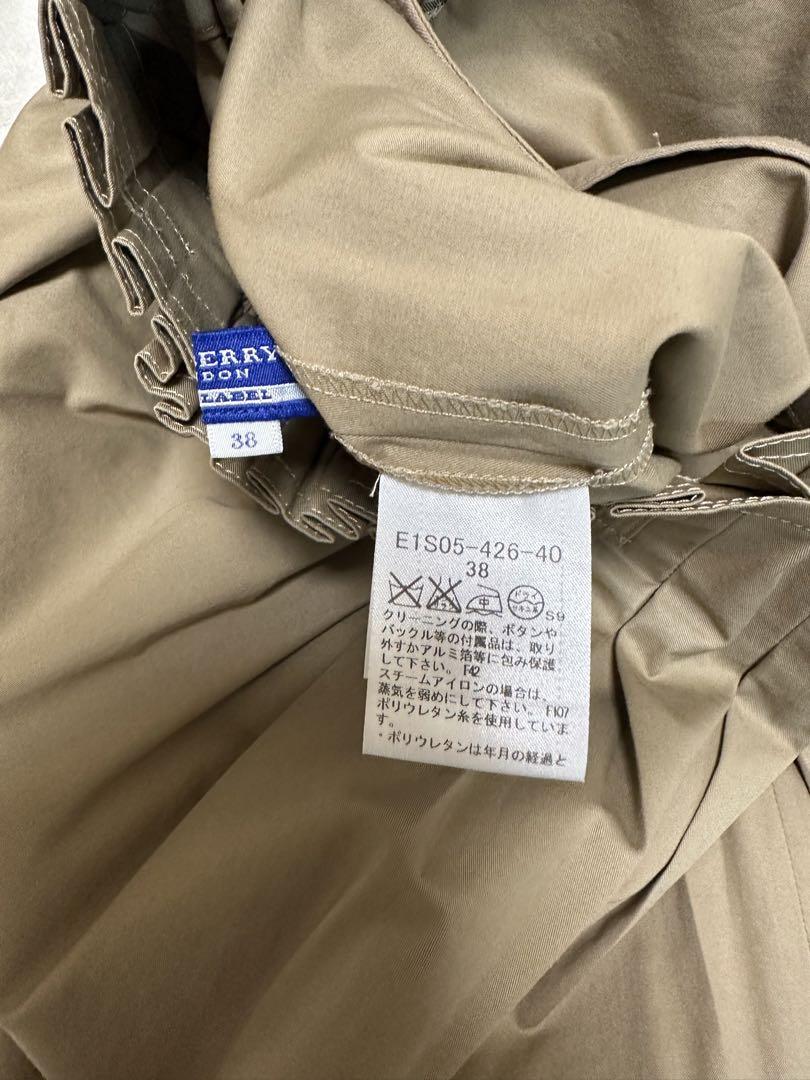 ERRY
DON
LABEL
38
E1S05-426-40
38
中 ドライ S9
クリーニングの際、ボタンや
バックル等の付属品は、取り
外すかアルミ箔等に包み保護
して下さい。 F42
スチームアイロンの場合は、
蒸気を弱めにして下さい。 F107
ポリウレタン糸を使用していま
す。
・ポリウレタンは年月の経過と